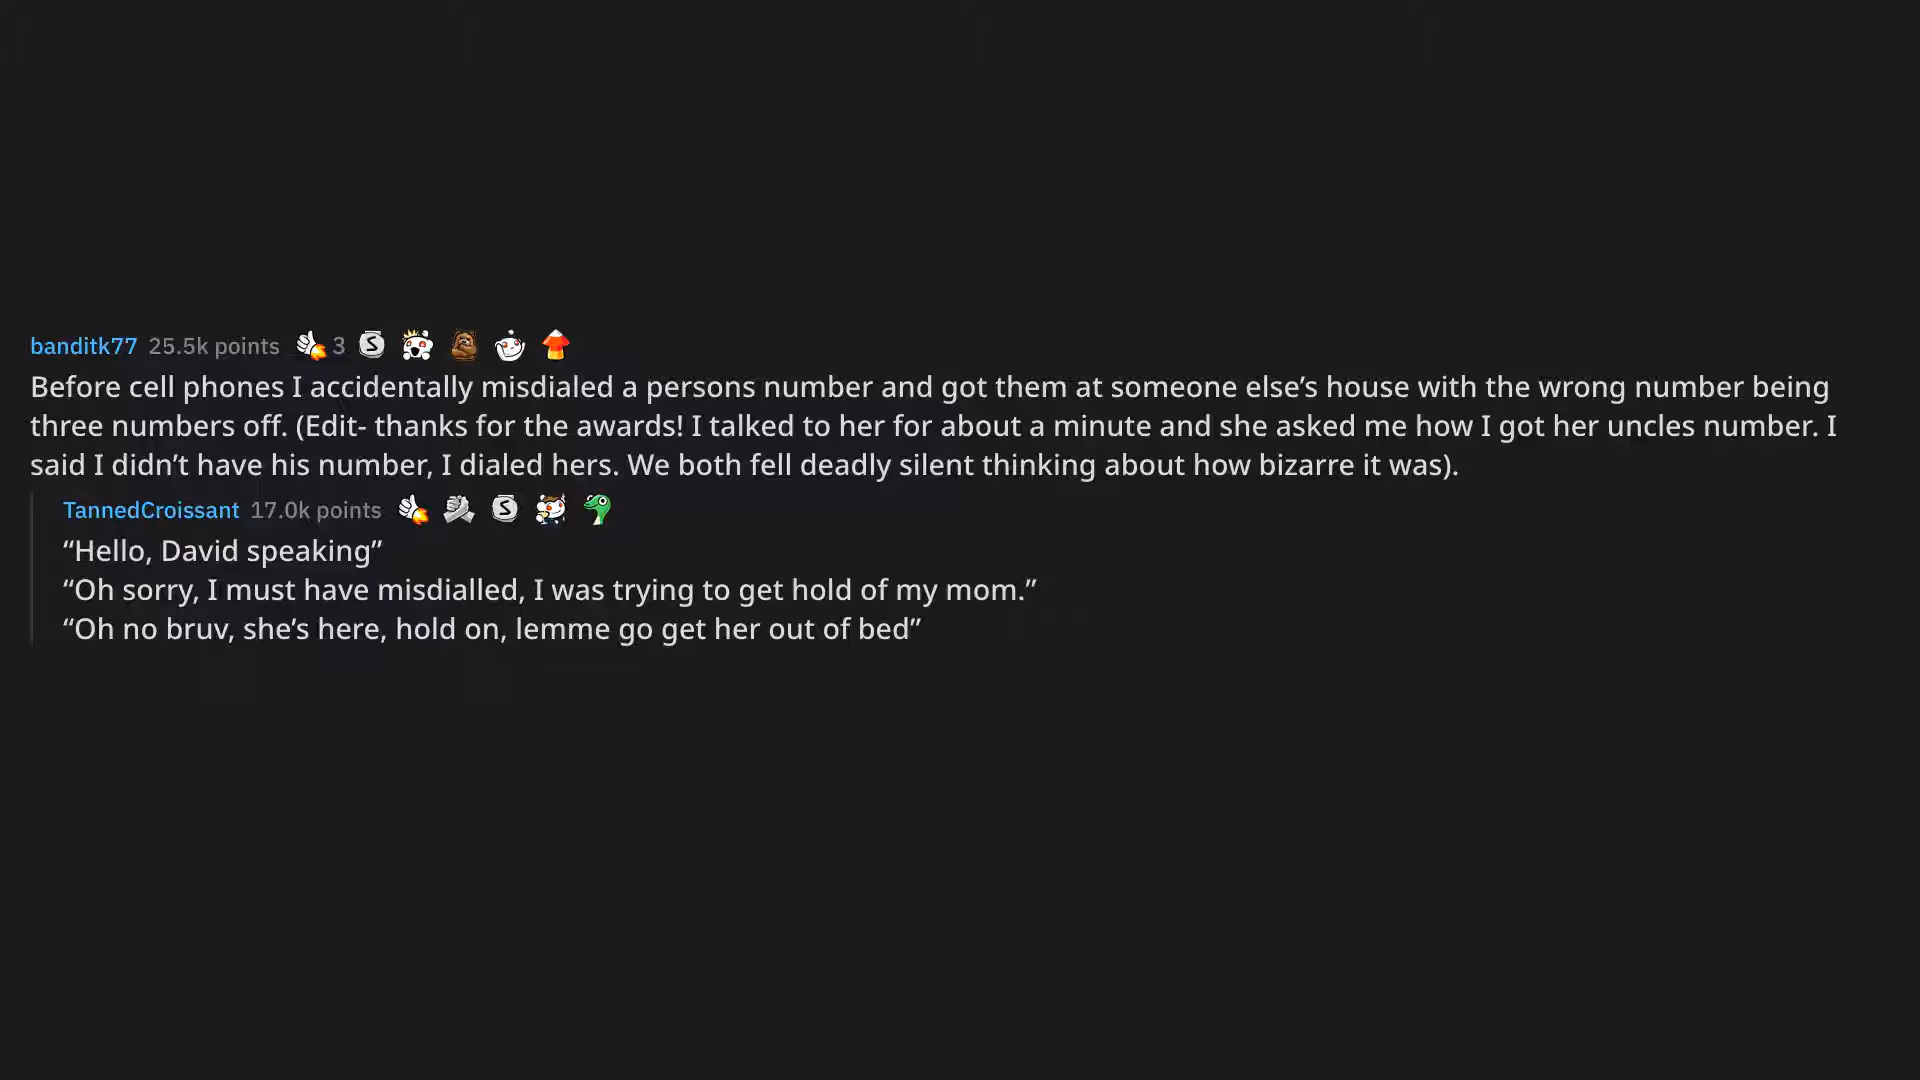 banditk77 25.5k points 3
Before cell phones I accidentally misdialed a persons number and got them at someone else’s house with the wrong number being
three numbers off. (Edit- thanks for the awards! I talked to her for about a minute and she asked me how I got her uncles number. I
said I didn’t have his number, I dialed hers. We both fell deadly silent thinking about how bizarre it was).
TannedCroissant 17.0k points
“Hello, David speaking”
“Oh sorry, I must have misdialled, I was trying to get hold of my mom.”
“Oh no bruv, she’s here, hold on, lemme go get her out of bed”